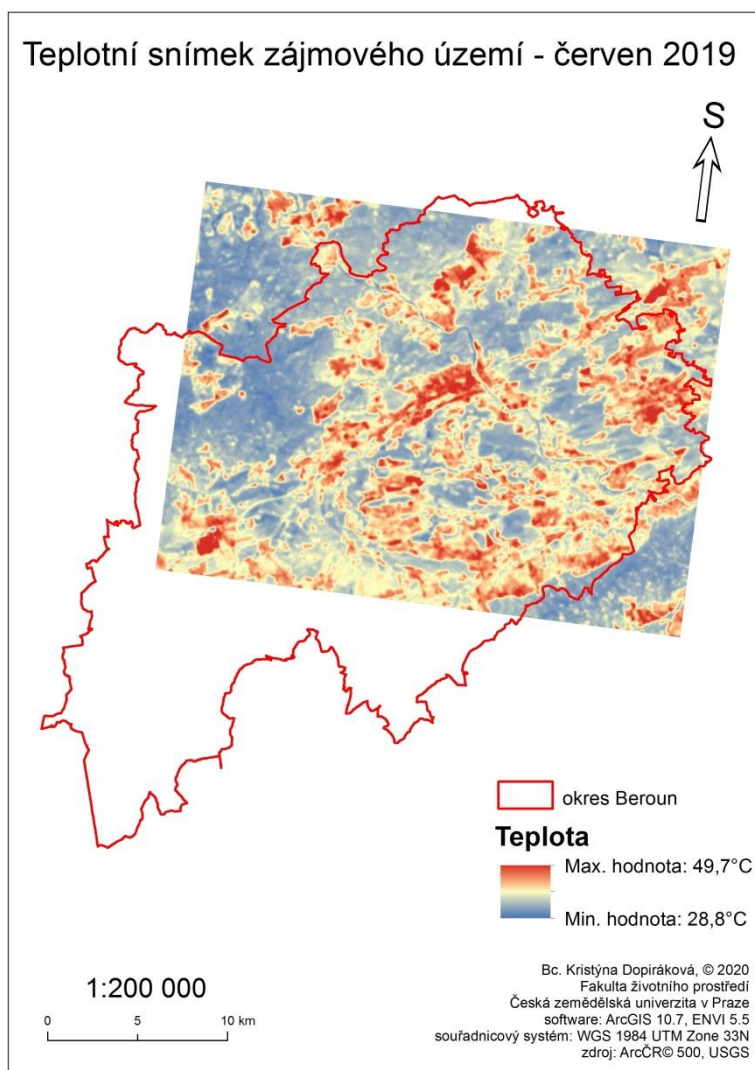 Teplotní snímek zájmového území - červen 2019
S
okres Beroun
Teplota
Max. hodnota: 49,7°C
Min. hodnota: 28,8°C
1:200 000
0 5 10 km
Bc. Kristýna Dopiráková, © 2020
Fakulta životního prostředí
Česká zemědělská univerzita v Praze
software: ArcGIS 10.7, ENVI 5.5
souřadnicový systém: WGS 1984 UTM Zone 33N
zdroj: ArcČR© 500, USGS